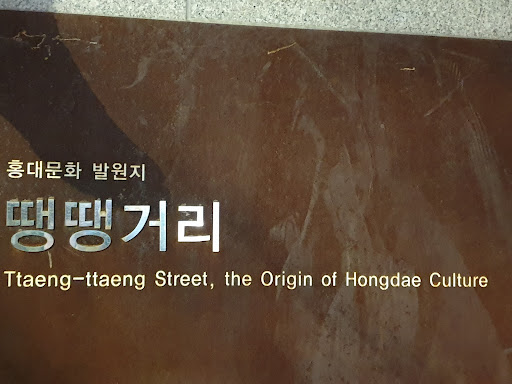 홍대문화 발원지
땡땡거리
Ttaeng-ttaeng Street, the Origin of Hongdae Culture